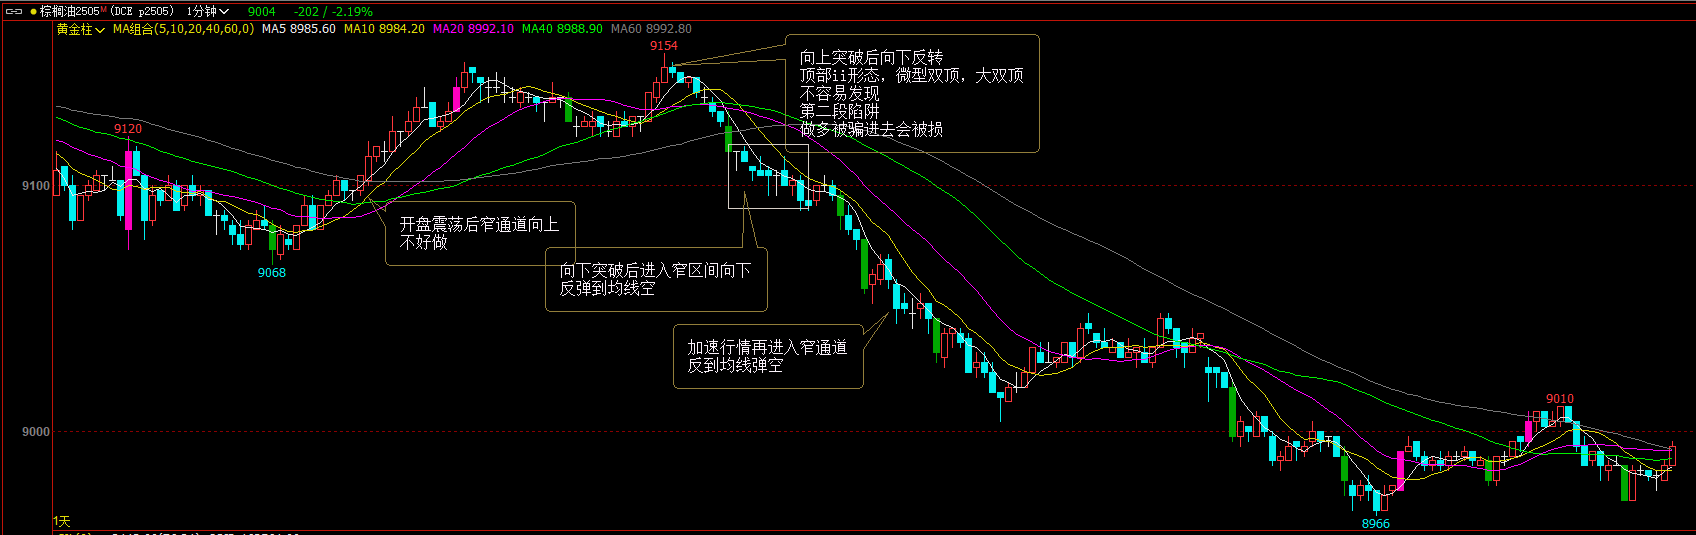 棕榈油2505M (DCE p2505) 1分钟 9004 -202 / -2.19%
黄金柱 MA组合(5,10,20,40,60,0) MA5 8985.60 MA10 8984.20 MA20 8992.10 MA40 8988.90 MA60 8992.80
9154
向上突破后向下反转
顶部ii形态，微型双顶，大双顶
不容易发现
第二段陷阱
做多被骗进去会被损
9120
9100
开盘震荡后窄通道向上
不好做
9068
向下突破后进入窄区间向下
反弹到均线空
加速行情再进入窄通道
反到均线弹空
9010
9000
8966
1天